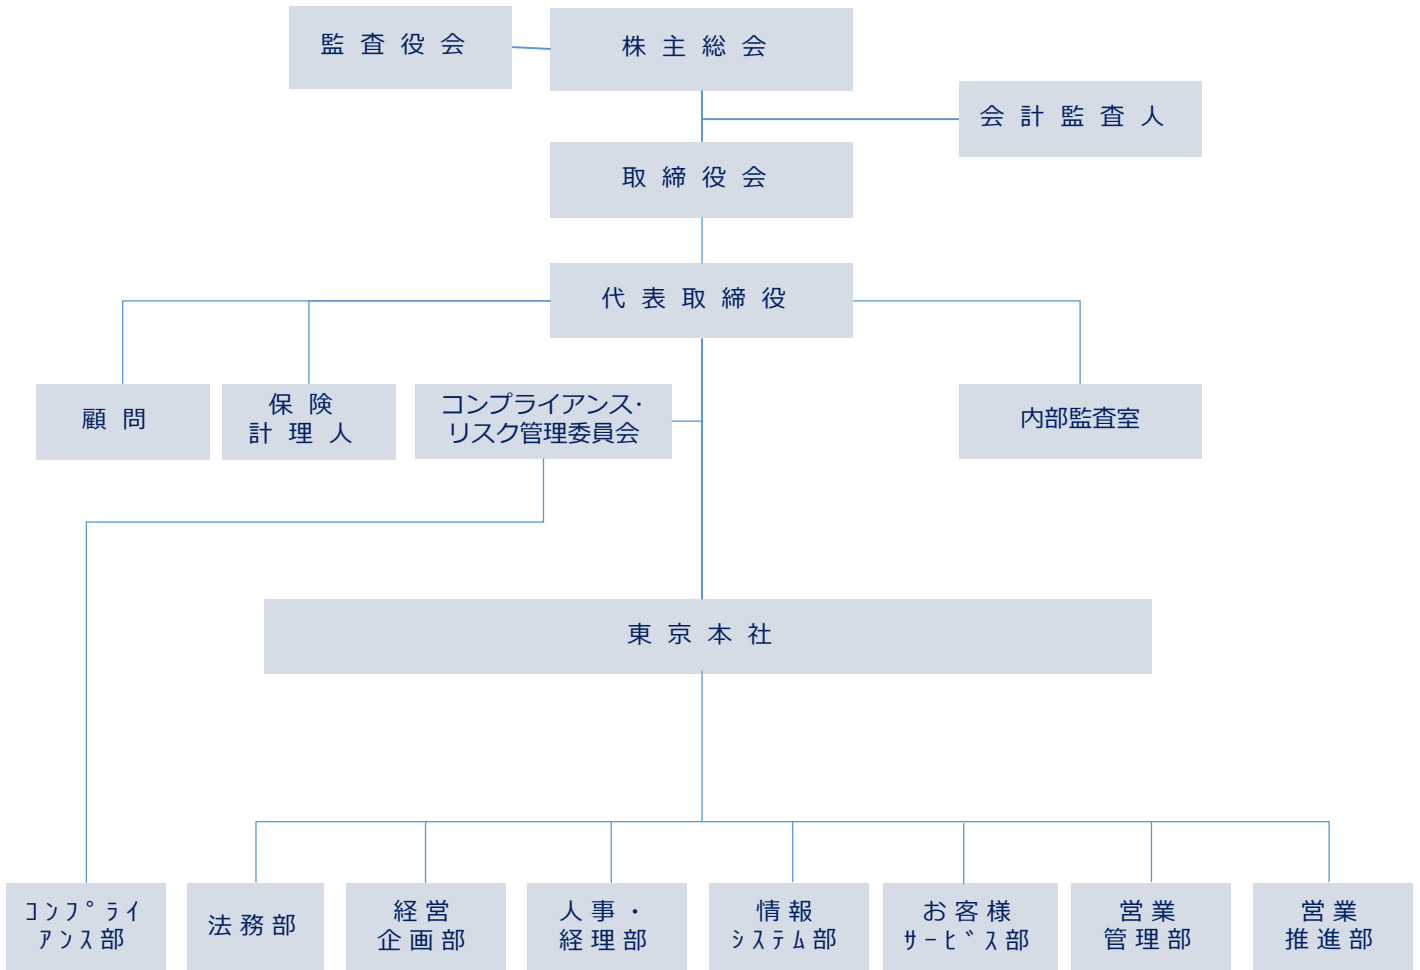 監査役会
株主総会
会計監査人
取締役会
代表取締役
顧問
保険
計理人
コンプライアンス・
リスク管理委員会
内部監査室
東京本社
ｺﾝﾌﾟﾗｲ
ｱﾝｽ部
法務部
経営
企画部
人事・
経理部
情報
ｼｽﾃﾑ部
お客様
ｻｰﾋﾞｽ部
営業
管理部
営業
推進部